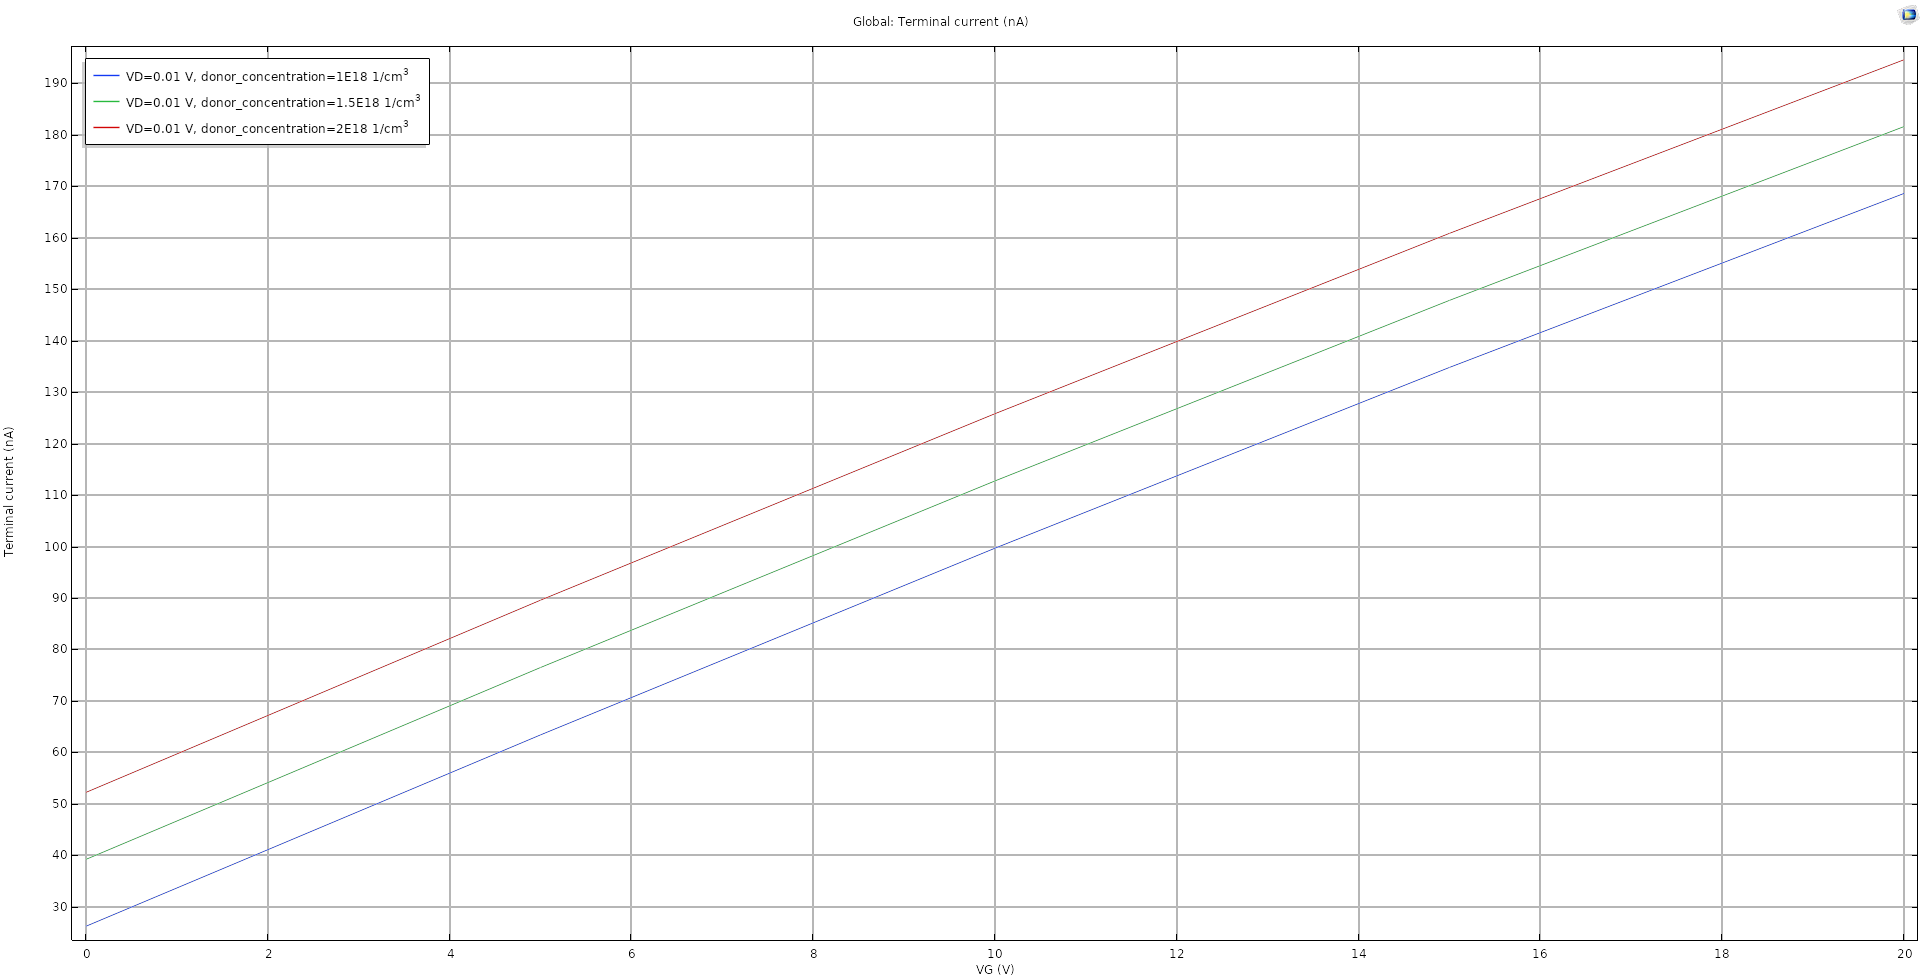 Global: Terminal current (nA)
VD=0.01 V, donor_concentration=1E18 1/cm³
VD=0.01 V, donor_concentration=1.5E18 1/cm³
VD=0.01 V, donor_concentration=2E18 1/cm³
190
180
170
160
150
140
130
120
110
100
90
80
70
60
50
40
30
Terminal current (nA)
0 2 4 6 8 10 12 14 16 18 20
VG (V)